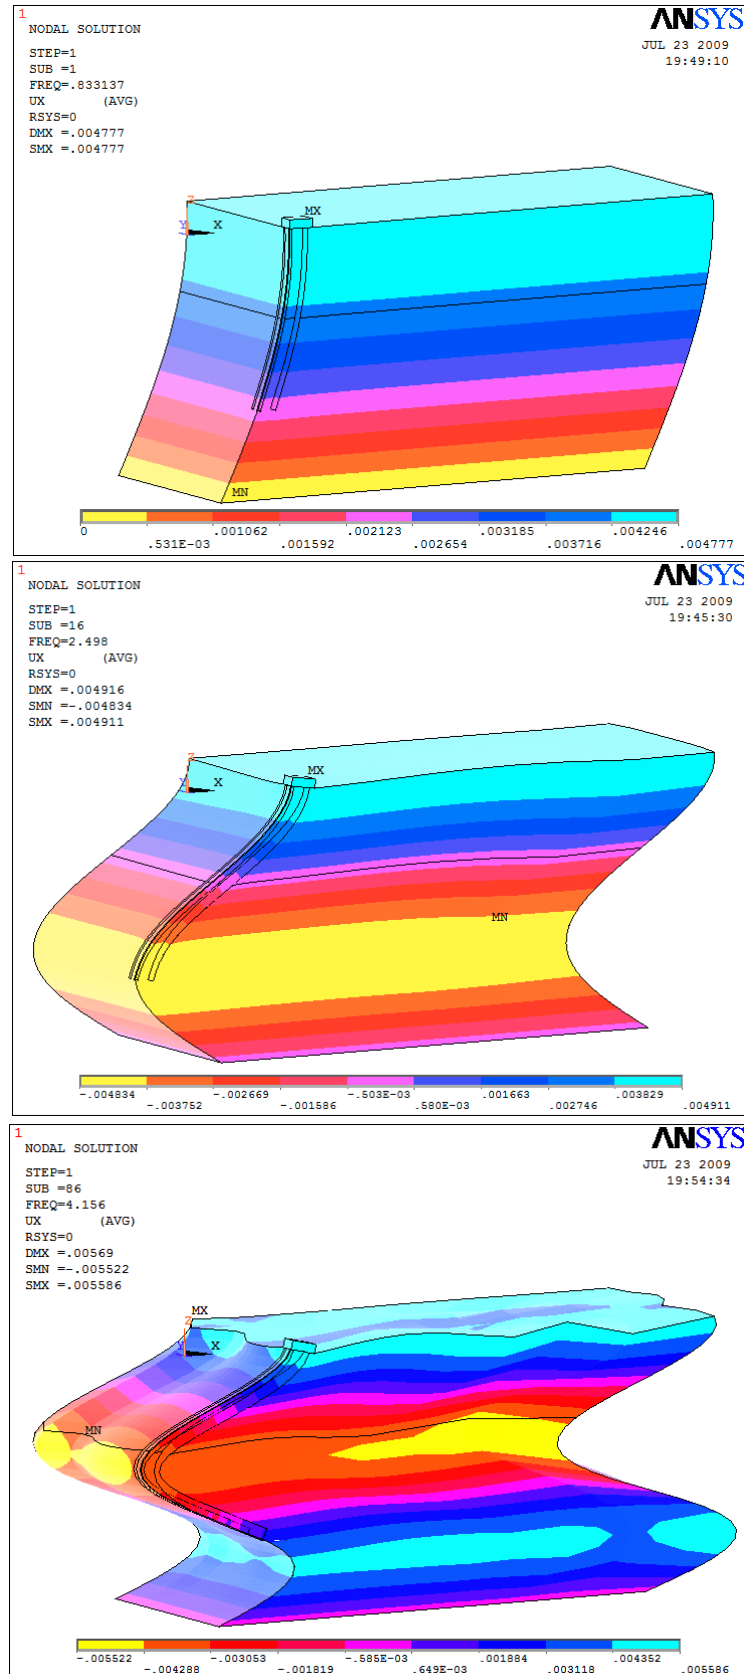 1
NODAL SOLUTION
ANSYS
JUL 23 2009
19:49:10
STEP=1
SUB =1
FREQ=.833137
UX (AVG)
RSYS=0
DMX =.004777
SMX =.004777
Z
MX
Y X
MN
0 .001062 .002123 .003185 .004246
.531E-03 .001592 .002654 .003716 .004777
1
NODAL SOLUTION
ANSYS
JUL 23 2009
19:45:30
STEP=1
SUB =16
FREQ=2.498
UX (AVG)
RSYS=0
DMX =.004916
SMN =-.004834
SMX =.004911
Z
MX
Y X
MN
-.004834 -.002669 -.503E-03 .001663 .003829
-.003752 -.001586 .580E-03 .002746 .004911
1
NODAL SOLUTION
ANSYS
JUL 23 2009
19:54:34
STEP=1
SUB =86
FREQ=4.156
UX (AVG)
RSYS=0
DMX =.00569
SMN =-.005522
SMX =.005586
MX
Z
Y X
MN
-.005522 -.003053 -.585E-03 .001884 .004352
-.004288 -.001819 .649E-03 .003118 .005586